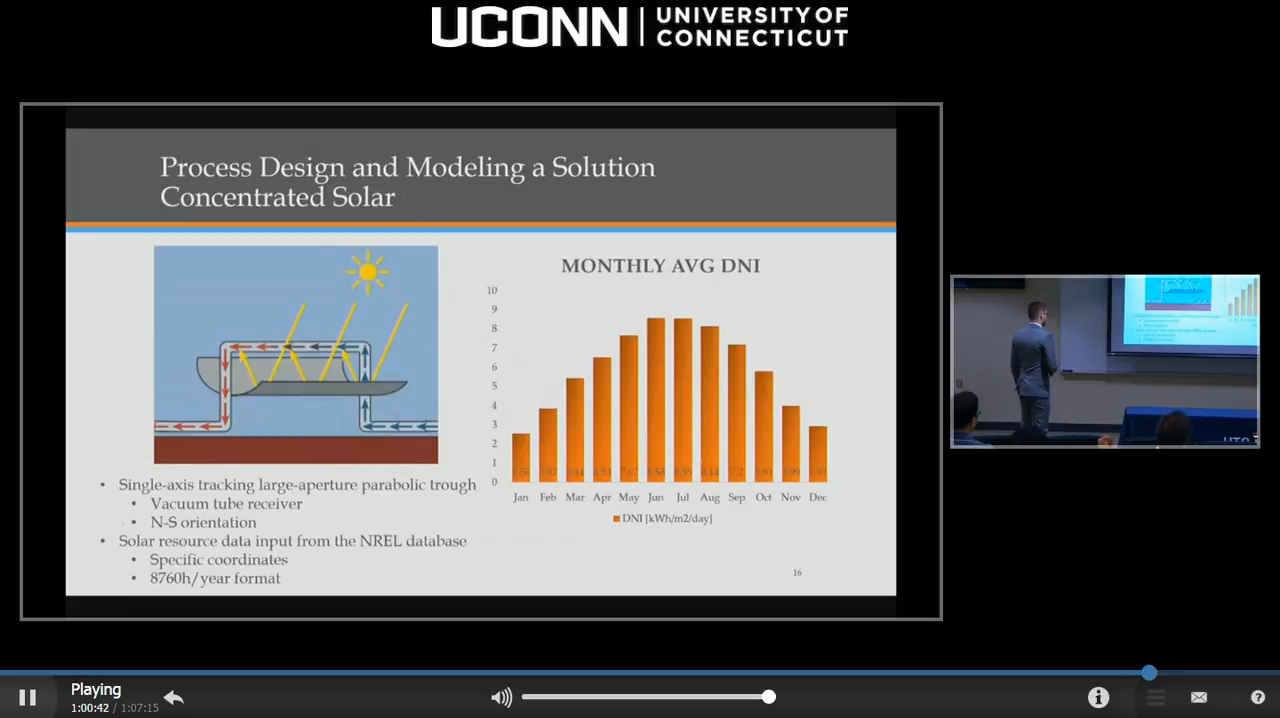 UCONN
UNIVERSITY OF
CONNECTICUT
Process Design and Modeling a Solution
Concentrated Solar
MONTHLY AVG DNI
10
9
8
7
6
5
4
3
2
1
0
Jan Feb Mar Apr May Jun Jul Aug Sep Oct Nov Dec
DNI [kWh/m2/day]
• Single-axis tracking large-aperture parabolic trough
• Vacuum tube receiver
• N-S orientation
• Solar resource data input from the NREL database
• Specific coordinates
• 8760h/year format
16
Playing
1:00:42 / 1:07:15